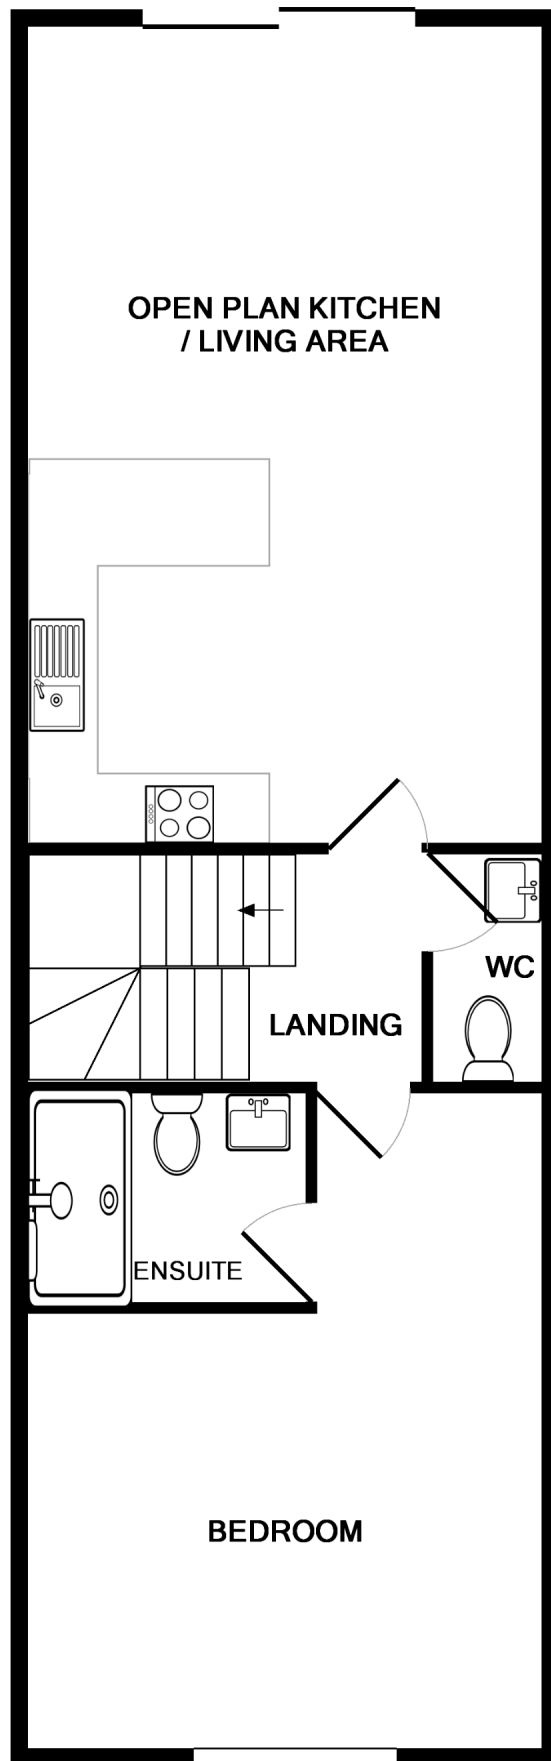 OPEN PLAN KITCHEN
/ LIVING AREA
WC
LANDING
ENSUITE
BEDROOM